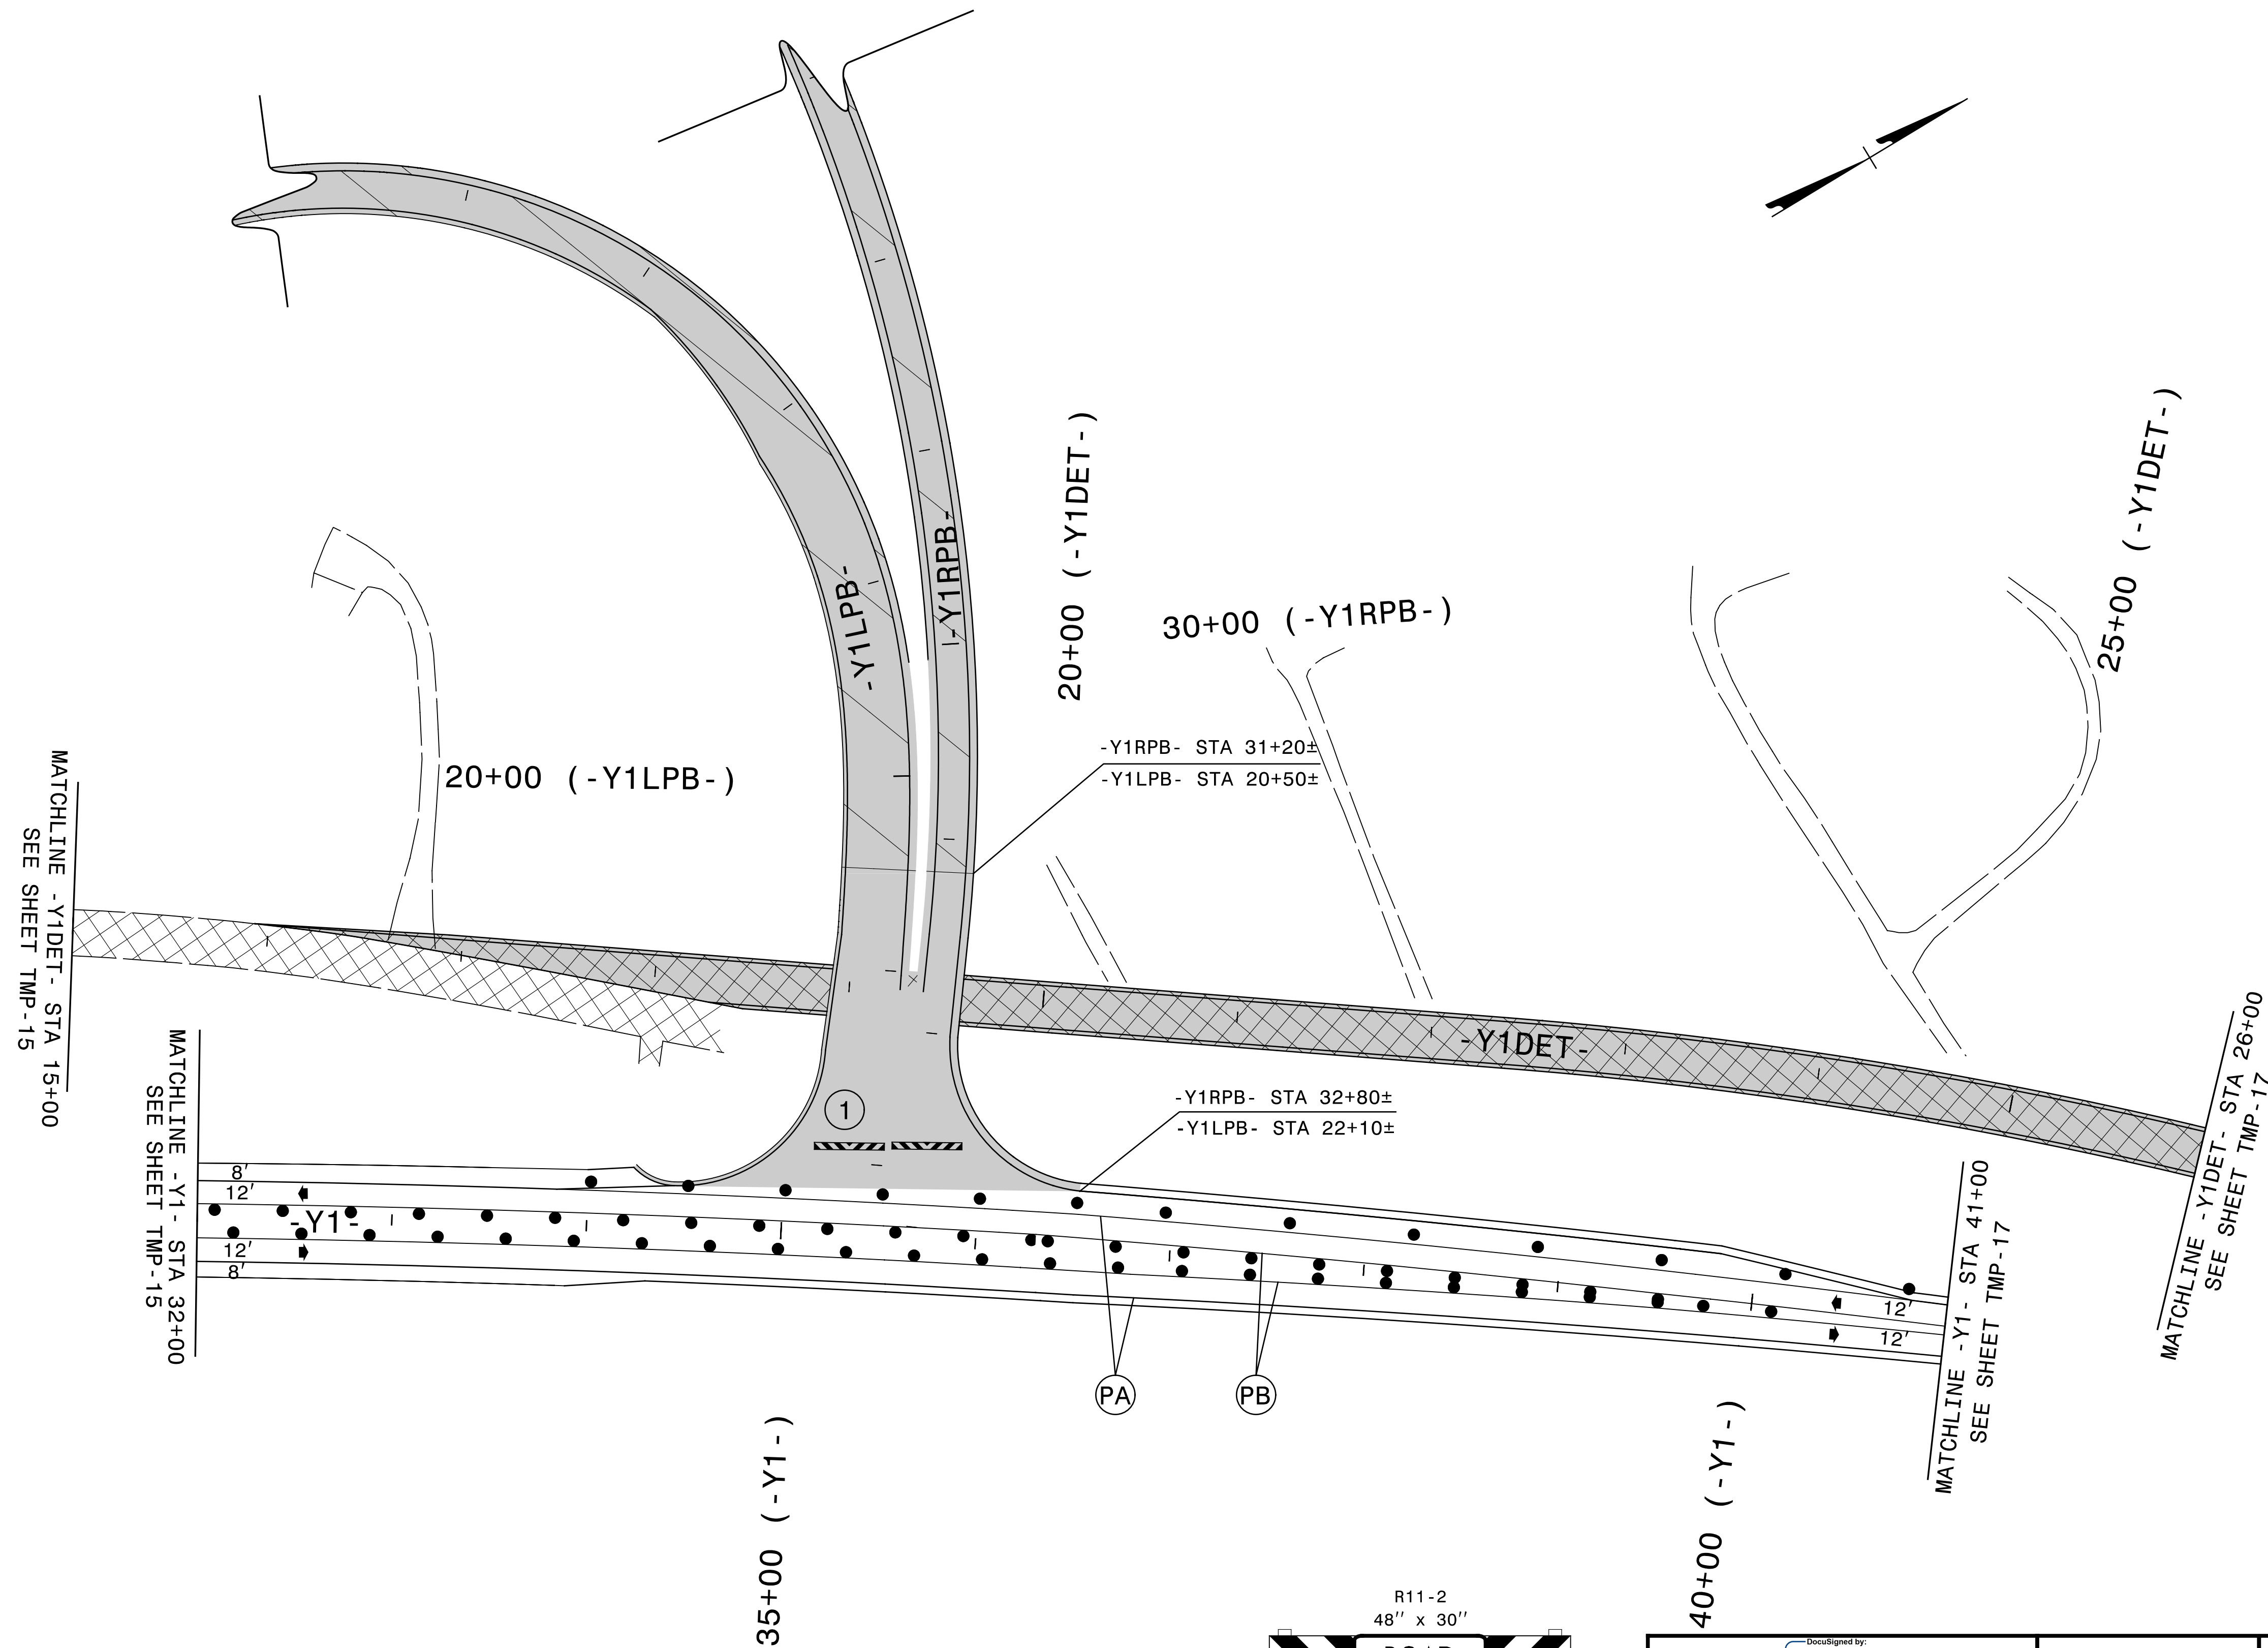 -Y1LPB-
-Y1RPB-
20+00 (-Y1DET-)
30+00 (-Y1RPB-)
25+00 (-Y1DET-)
-Y1RPB- STA 31+20±
-Y1LPB- STA 20+50±
20+00 (-Y1LPB-)
MATCHLINE -Y1DET- STA 15+00
SEE SHEET TMP-15
-Y1DET-
MATCHLINE -Y1DET- STA 26+00
SEE SHEET TMP-17
MATCHLINE -Y1- STA 32+00
SEE SHEET TMP-15
1
-Y1RPB- STA 32+80±
-Y1LPB- STA 22+10±
8'
12'
-Y1-
12'
8'
12'
12'
MATCHLINE -Y1- STA 41+00
SEE SHEET TMP-17
PA
PB
35+00 (-Y1-)
40+00 (-Y1-)
R11-2
48" x 30"
DocuSigned by: